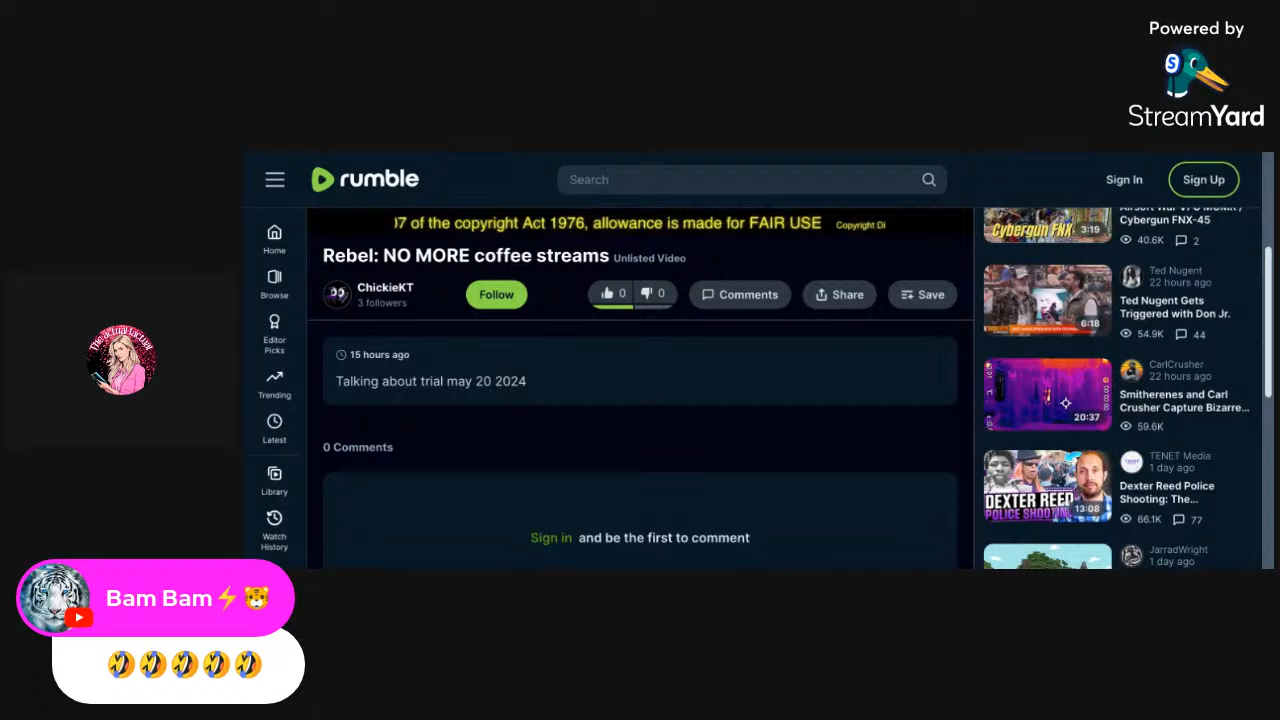 Powered by
S
StreamYard
rumble
Search
Sign In
Sign Up
Home
Browse
Editor
Picks
Trending
Latest
Library
Watch
History
07 of the copyright Act 1976, allowance is made for FAIR USE
Copyright Di
Rebel: NO MORE coffee streams Unlisted Video
ChickieKT
3 followers
Follow
0
0
Comments
Share
Save
15 hours ago
Talking about trial may 20 2024
0 Comments
Sign in and be the first to comment
Cybergun FNX
3:19
Cybergun FNX-45
40.6K 2
6:18
Ted Nugent
22 hours ago
Ted Nugent Gets
Triggered with Don Jr.
54.9K 44
20:37
CarlCrusher
22 hours ago
Smitherenes and Carl
Crusher Capture Bizarre...
59.6K
DEXTER REED
POLICE SHOOTING
13:08
TENET Media
1 day ago
Dexter Reed Police
Shooting: The...
66.1K 77
JarradWright
1 day ago
The actual factual
Bam Bam⚡🐯
🤣🤣🤣🤣🤣